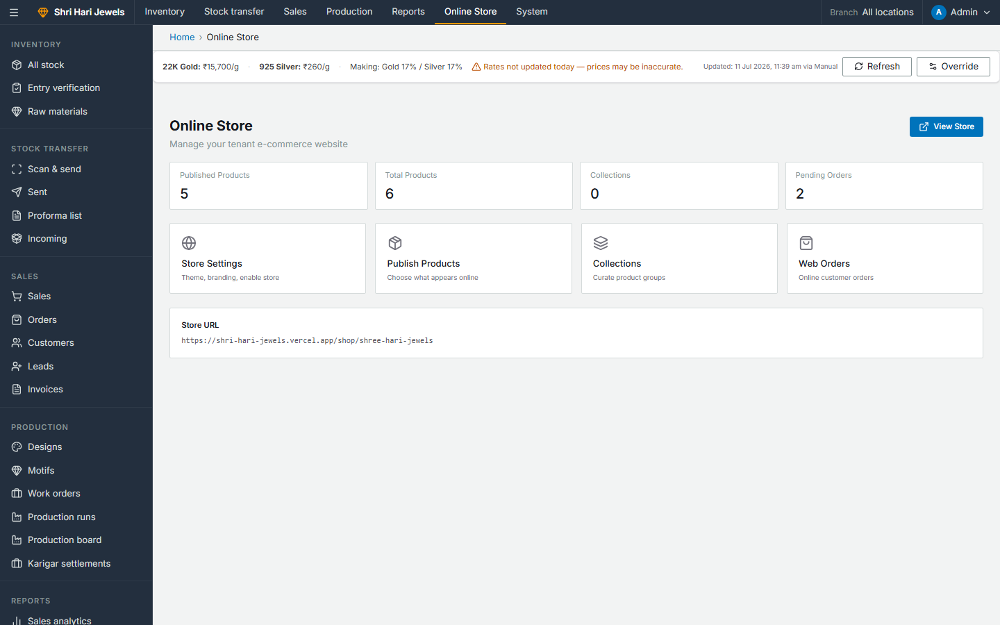 Shri Hari Jewels
Inventory
Stock transfer
Sales
Production
Reports
Online Store
System
Branch All locations
A Admin
INVENTORY
All stock
Entry verification
Raw materials
STOCK TRANSFER
Scan & send
Sent
Proforma list
Incoming
SALES
Sales
Orders
Customers
Leads
Invoices
PRODUCTION
Designs
Motifs
Work orders
Production runs
Production board
Karigar settlements
REPORTS
Sales analytics
Home › Online Store
22K Gold: ₹15,700/g · 925 Silver: ₹260/g · Making: Gold 17% / Silver 17% Rates not updated today — prices may be inaccurate. Updated: 11 Jul 2026, 11:39 am via Manual Refresh Override
Online Store
Manage your tenant e-commerce website
View Store
Published Products
5
Total Products
6
Collections
0
Pending Orders
2
Store Settings
Theme, branding, enable store
Publish Products
Choose what appears online
Collections
Curate product groups
Web Orders
Online customer orders
Store URL
https://shri-hari-jewels.vercel.app/shop/shree-hari-jewels